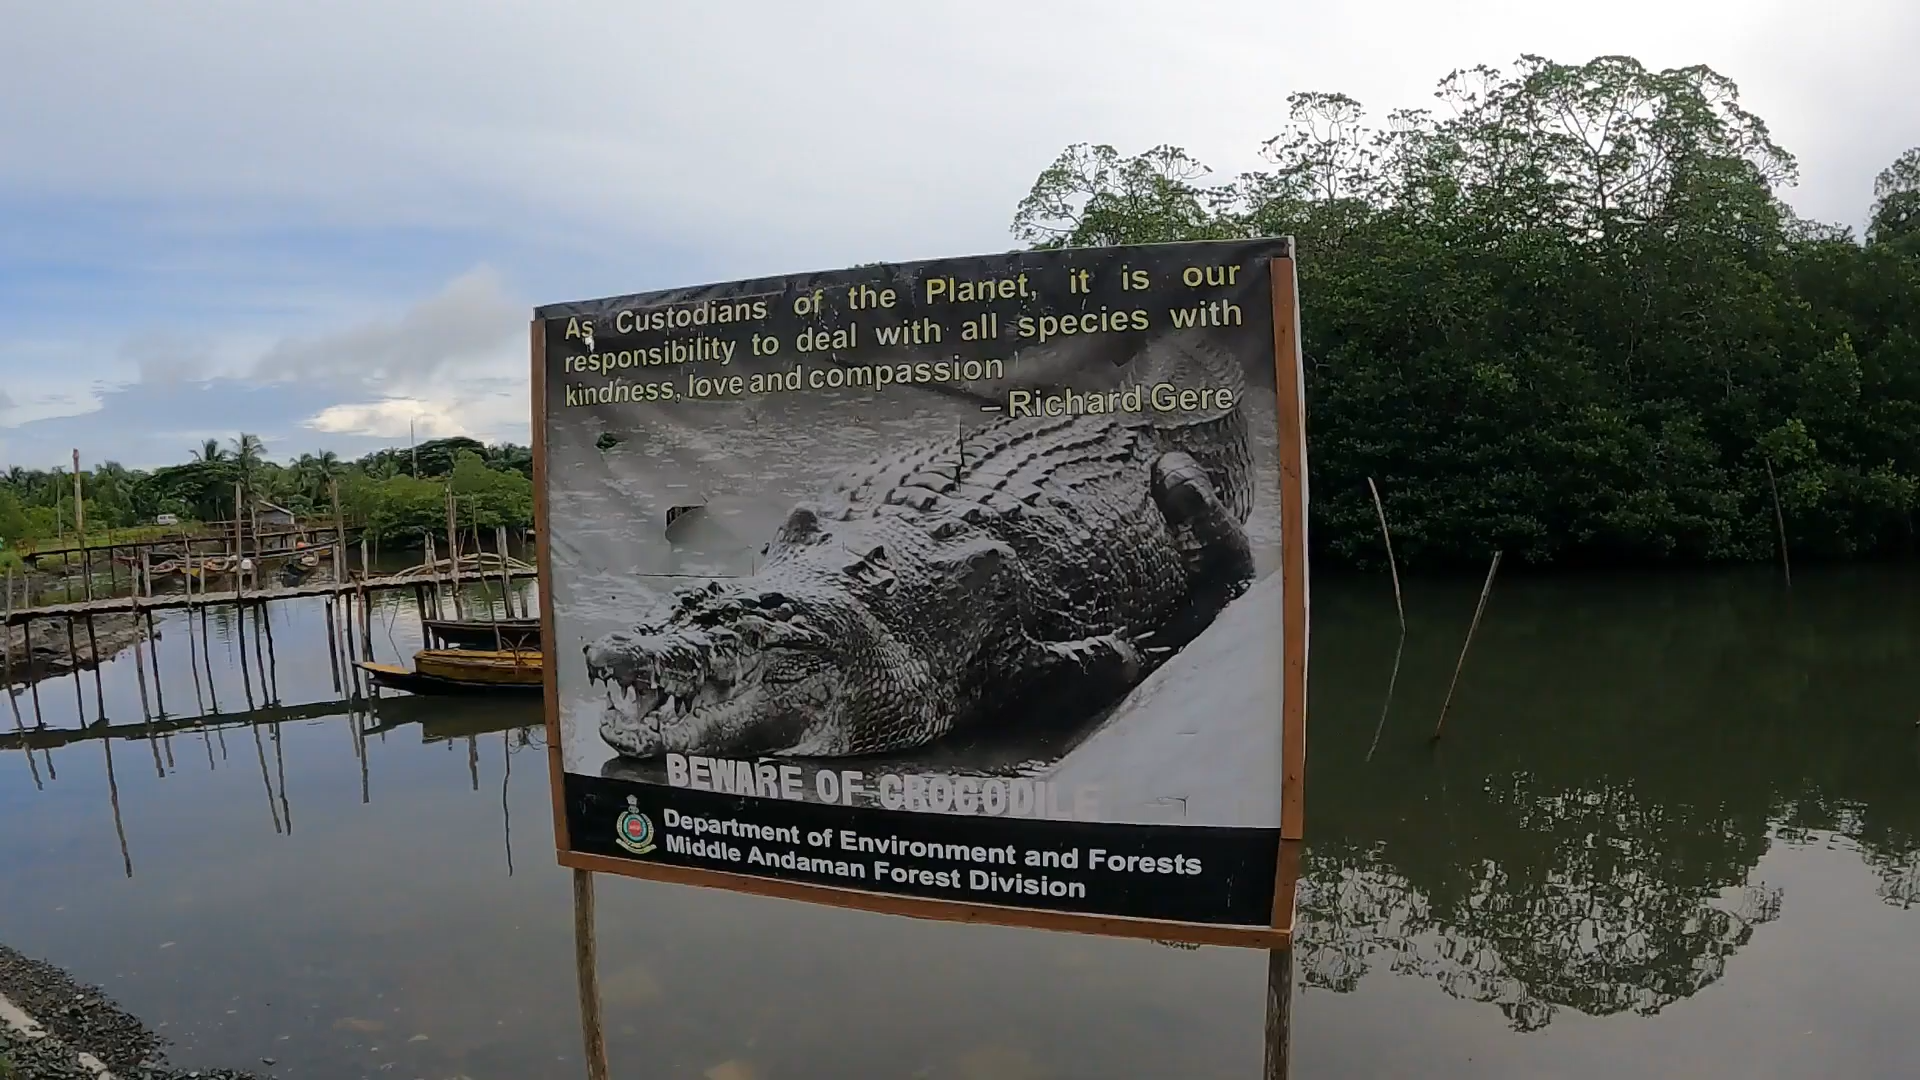 As Custodians of the Planet, it is our
responsibility to deal with all species with
kindness, love and compassion
– Richard Gere
BEWARE OF CROCODILE
Department of Environment and Forests
Middle Andaman Forest Division